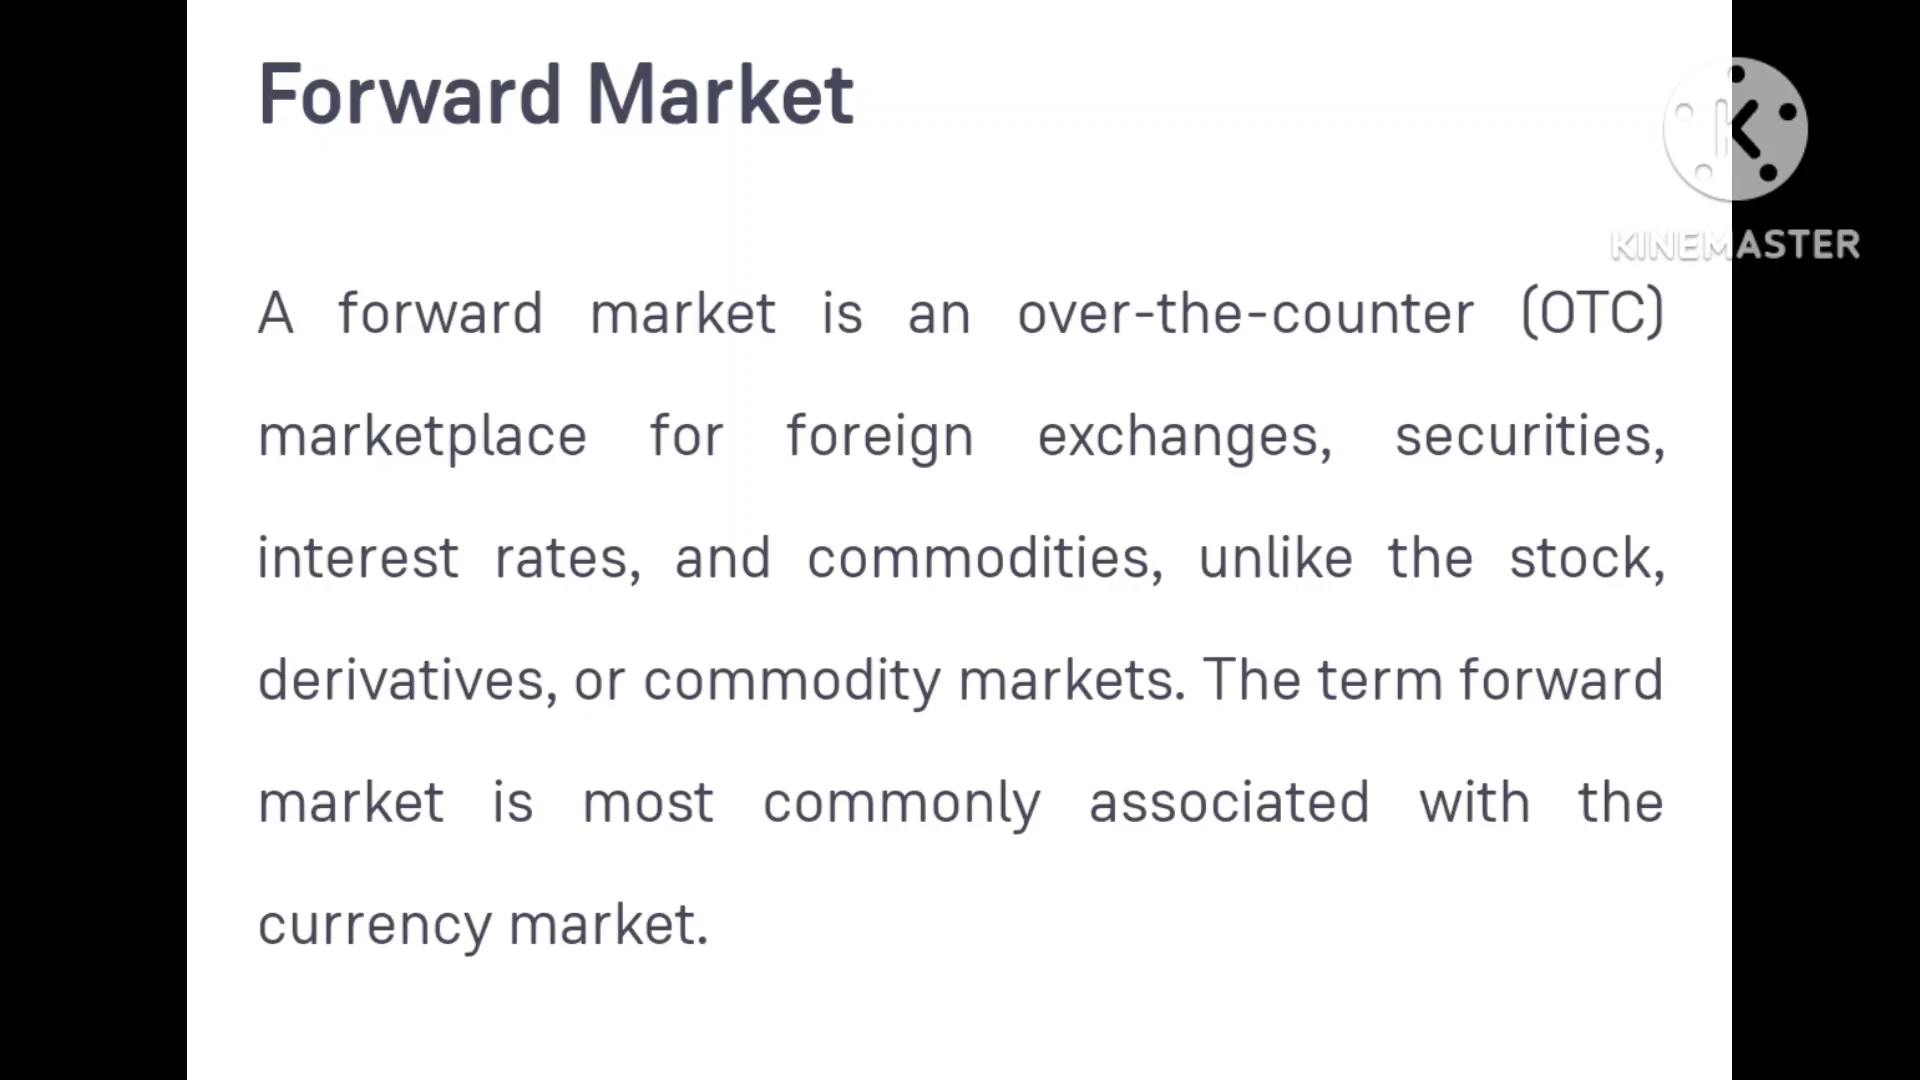 Forward Market
KINEMASTER
A forward market is an over-the-counter (OTC)
marketplace for foreign exchanges, securities,
interest rates, and commodities, unlike the stock,
derivatives, or commodity markets. The term forward
market is most commonly associated with the
currency market.